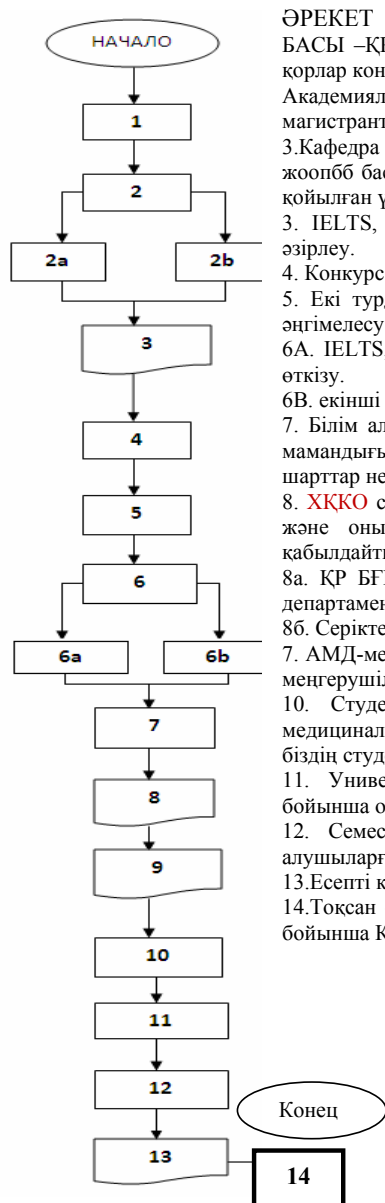 НАЧАЛО
1
2
2a
2b
3
4
5
6
6a
6b
7
8
9
10
11
12
13
Конец
14
ӘРЕКЕТ
БАСЫ –ҚР
қорлар кон
Академиял
магистрант
3.Кафедра
жоопбб бас
қойылған ү
3. IELTS,
әзірлеу.
4. Конкурс
5. Екі турд
әңгімелесу
6А. IELTS,
өткізу.
6В. екінші
7. Білім ал
мамандығы
шарттар не
8. ХҚКО с
және оны
қабылдайты
8а. ҚР БҒМ
департамен
8б. Серікте
7. АМД-ме
меңгерушіл
10. Студе
медициналы
біздің студ
11. Униве
бойынша о
12. Семес
алушыларғ
13.Есепті қ
14.Тоқсан
бойынша Қ